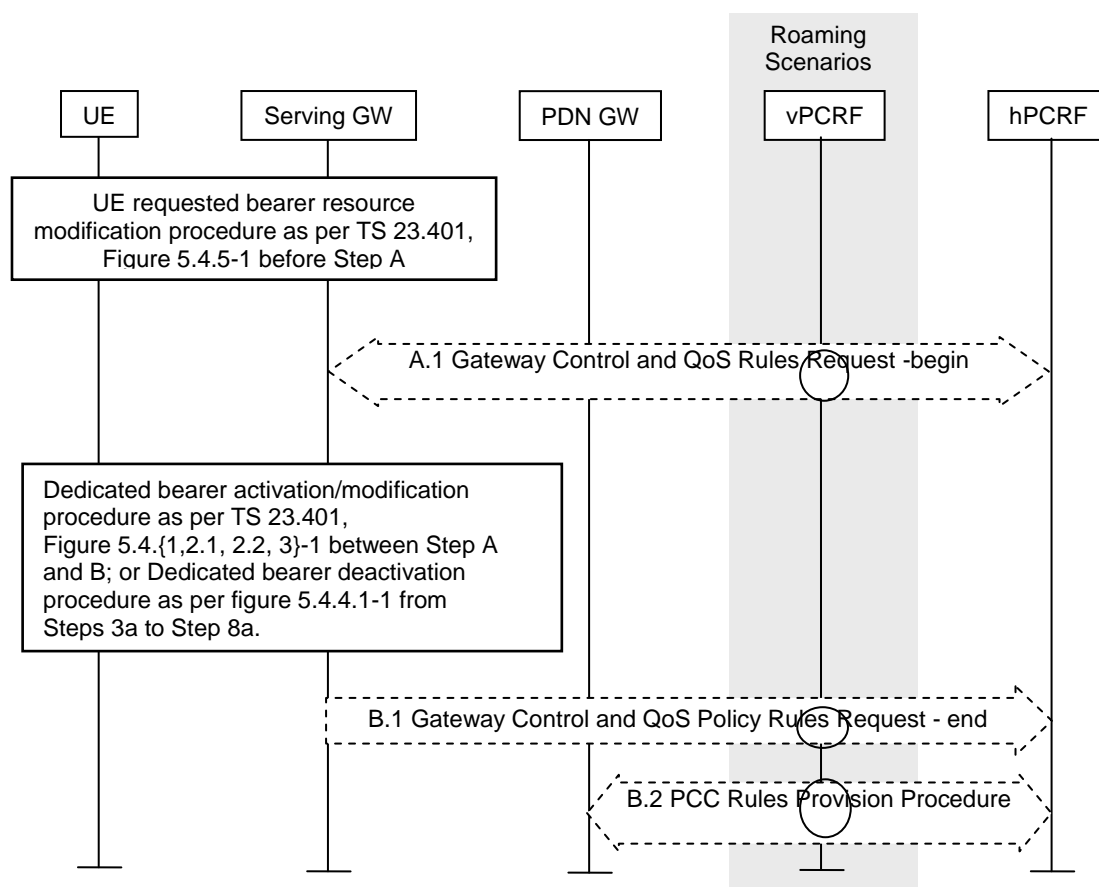 Roaming
Scenarios
UE
Serving GW
PDN GW
vPCRF
hPCRF
UE requested bearer resource
modification procedure as per TS 23.401,
Figure 5.4.5-1 before Step A
A.1 Gateway Control and QoS Rules Request -begin
Dedicated bearer activation/modification
procedure as per TS 23.401,
Figure 5.4.{1,2.1, 2.2, 3}-1 between Step A
and B; or Dedicated bearer deactivation
procedure as per figure 5.4.4.1-1 from
Steps 3a to Step 8a.
B.1 Gateway Control and QoS Policy Rules Request - end
B.2 PCC Rules Provision Procedure